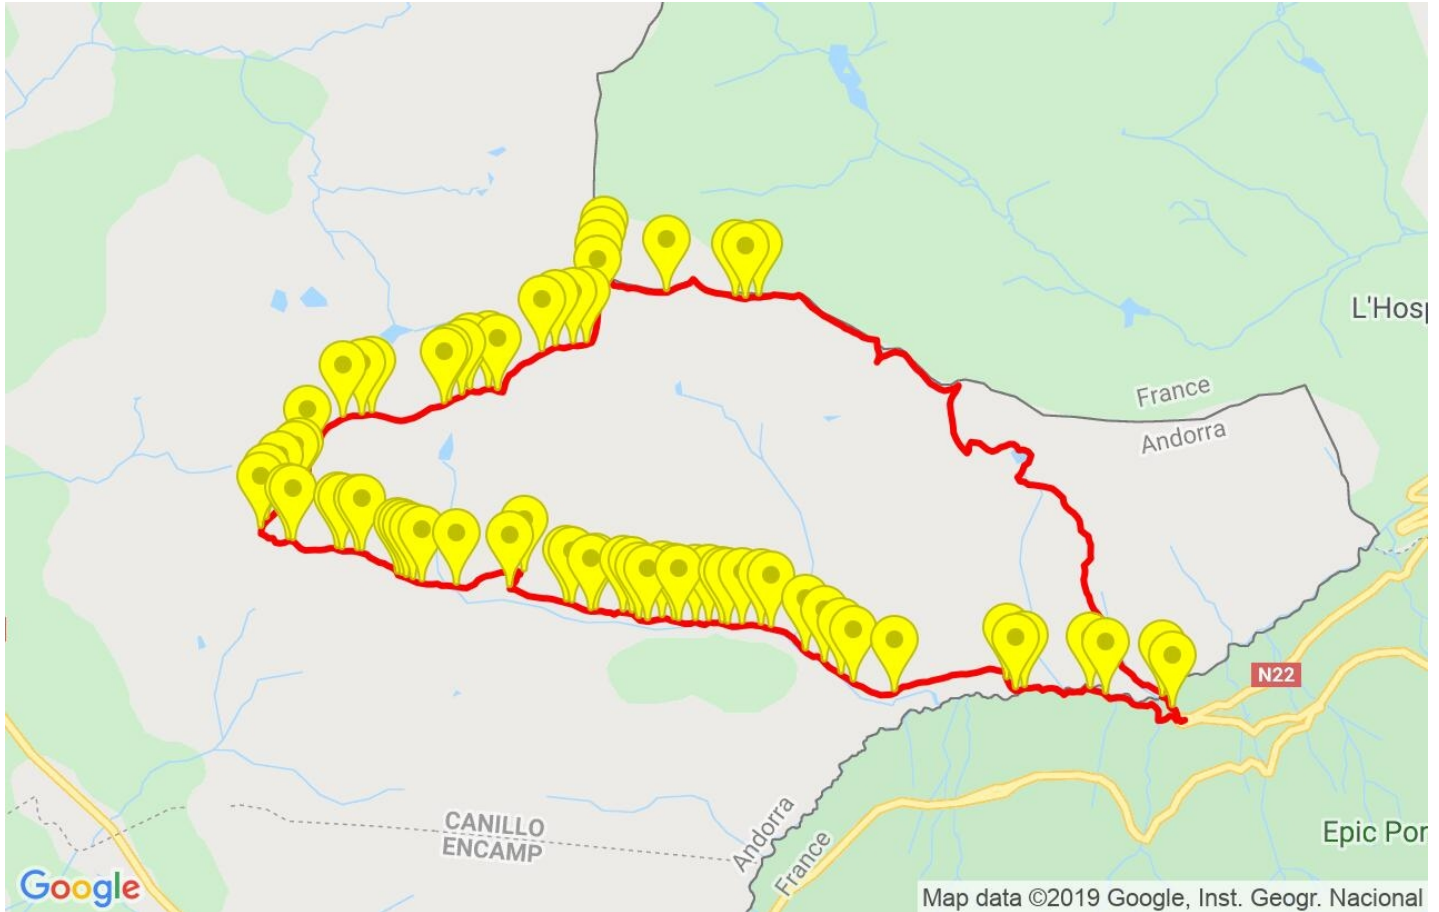 L'Hosp
France
Andorra
N22
CANILLO
ENCAMP
Andorra
France
Epic Por
Google
Map data ©2019 Google, Inst. Geogr. Nacional